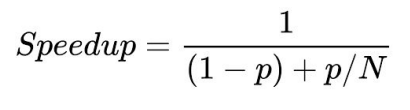 Speedup = 1 / ((1 − p) + p/N)